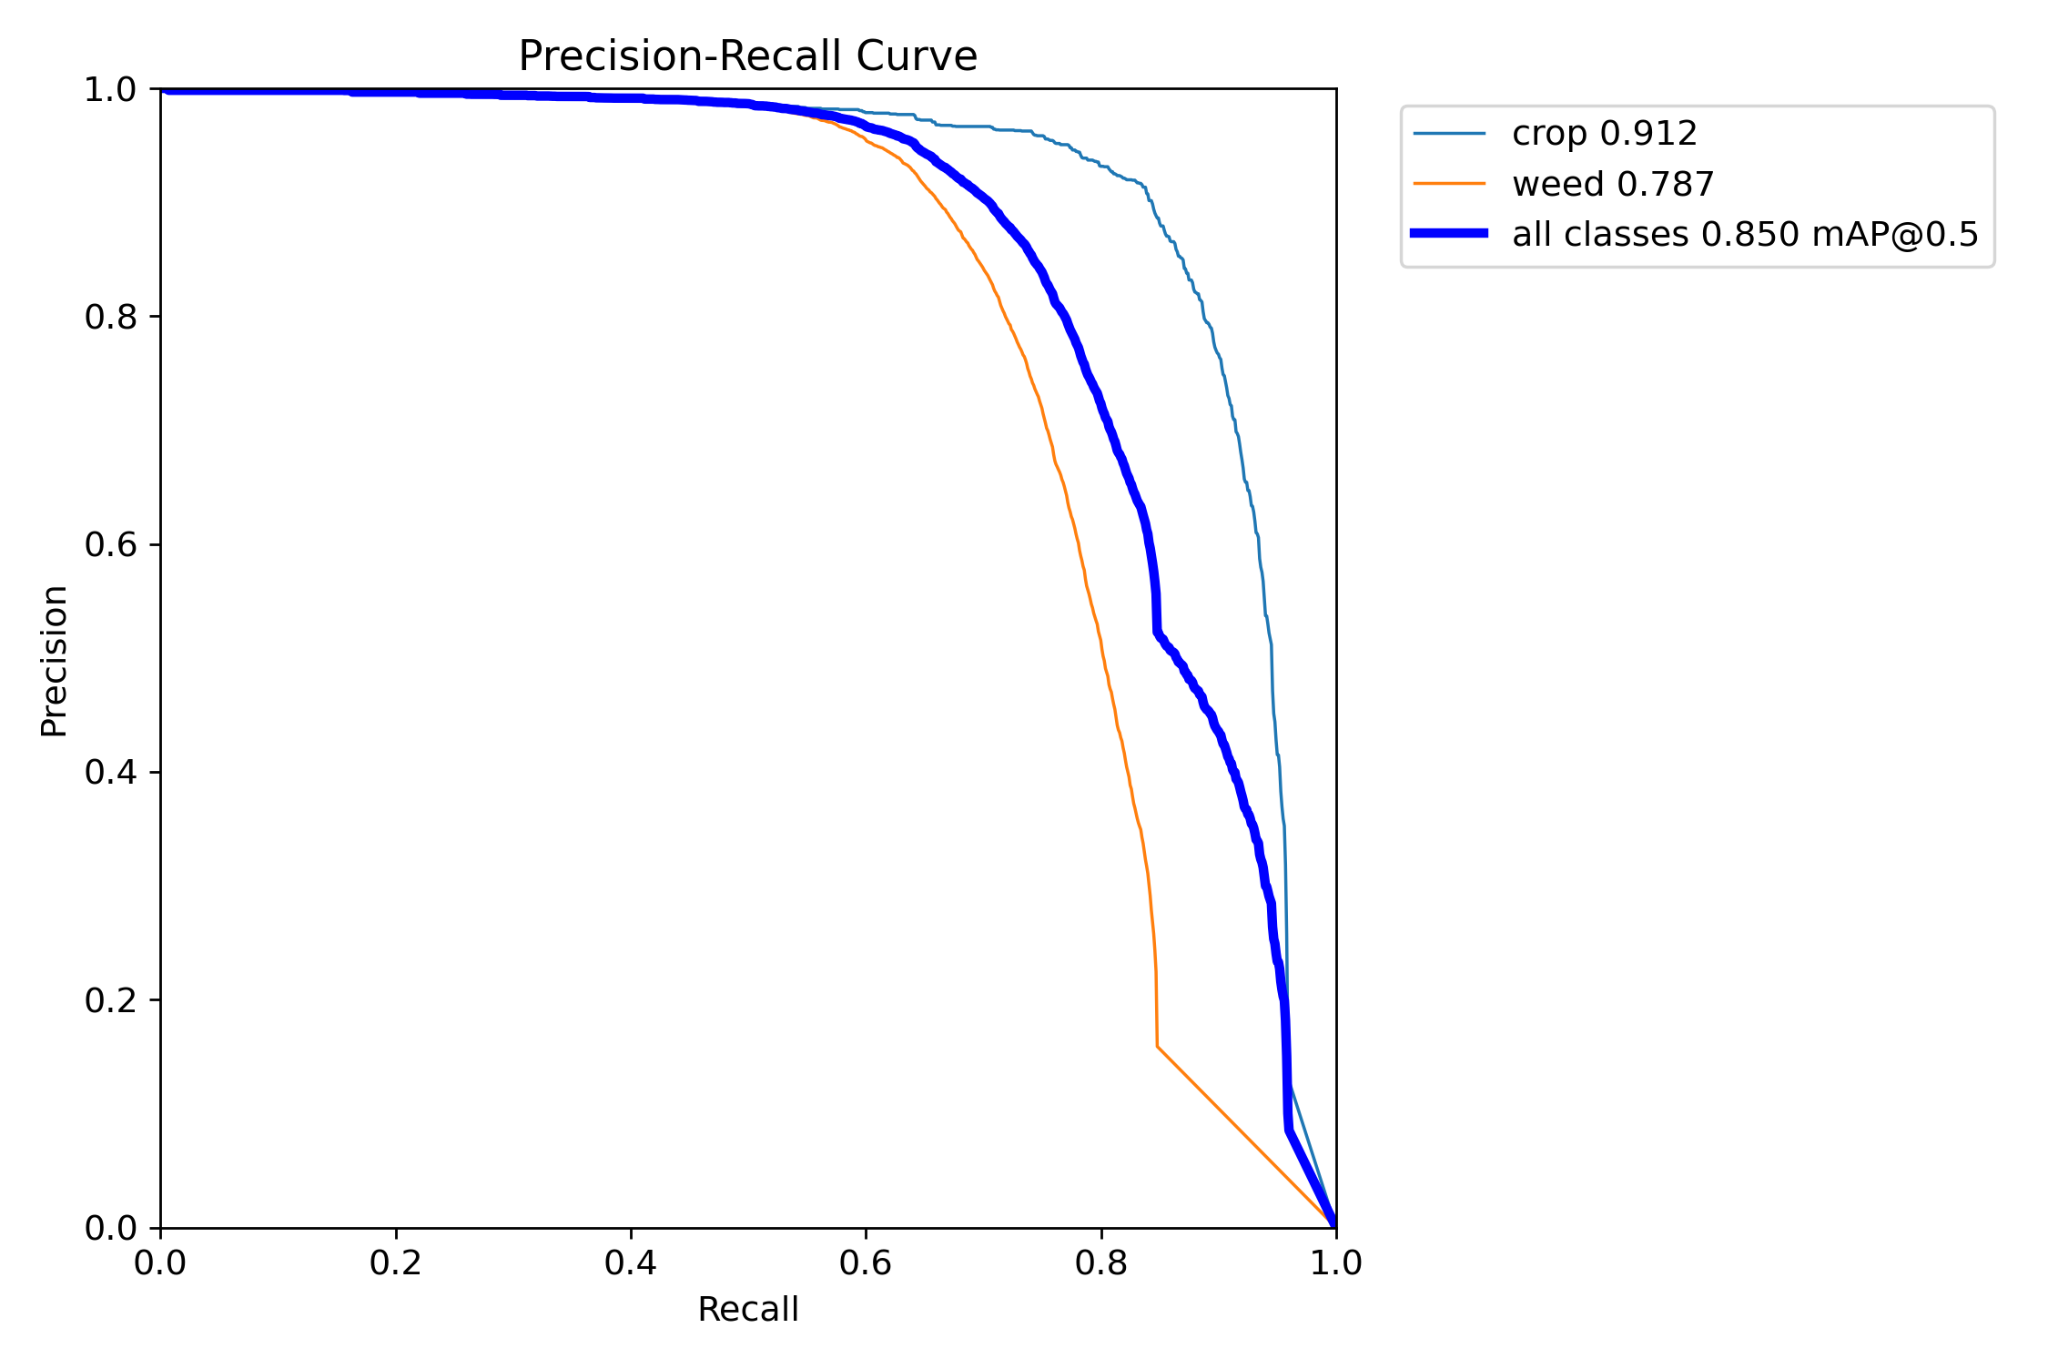 Precision-Recall Curve
crop 0.912
weed 0.787
all classes 0.850 mAP@0.5
Precision
1.0
0.8
0.6
0.4
0.2
0.0
0.0 0.2 0.4 0.6 0.8 1.0
Recall